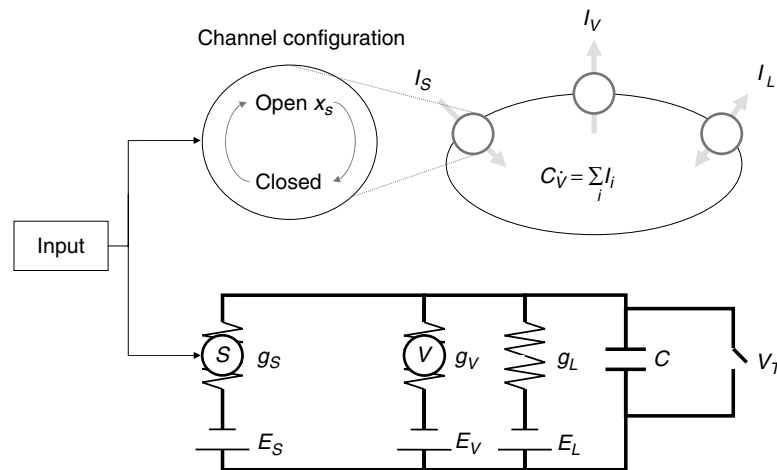 Channel configuration
I_V
I_S
I_L
Open x_s
Closed
CV̇ = ∑_i I_i
Input
S g_S
V g_V
g_L
C
V_T
E_S
E_V
E_L